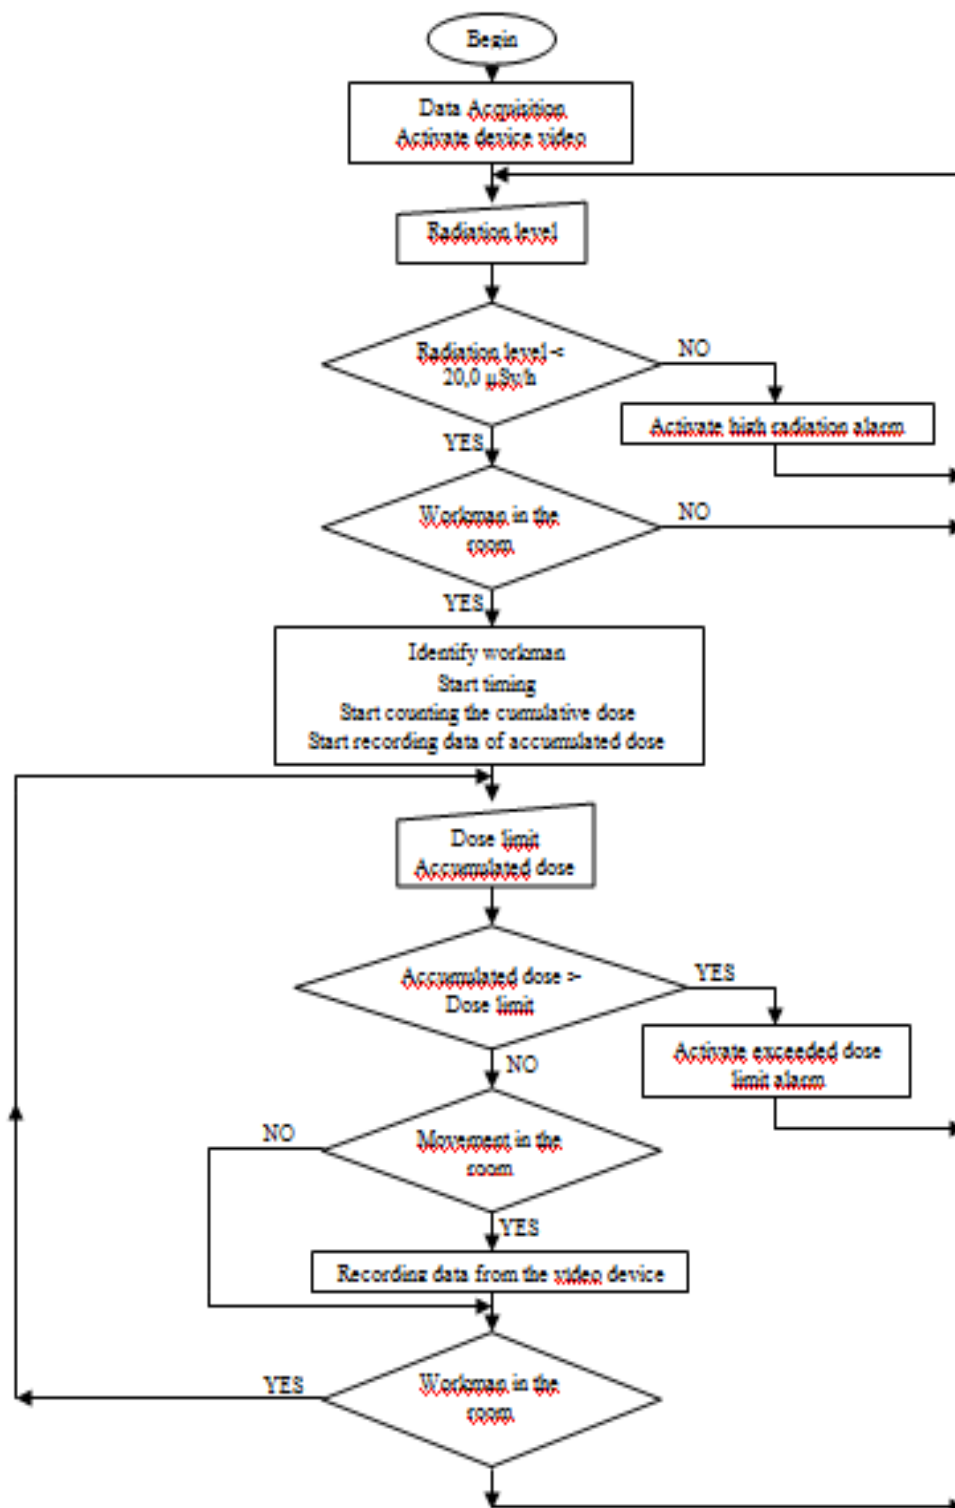 Begin
Data Acquisition
Activate device video
Radiation level
Radiation level <
20,0 µSv/h
NO
Activate high radiation alarm
YES
Workman in the
room
NO
YES
Identify workman
Start timing
Start counting the cumulative dose
Start recording data of accumulated dose
Dose limit
Accumulated dose
Accumulated dose >
Dose limit
YES
Activate exceeded dose
limit alarm
NO
Movement in the
room
NO
YES
Recording data from the video device
Workman in the
room
YES